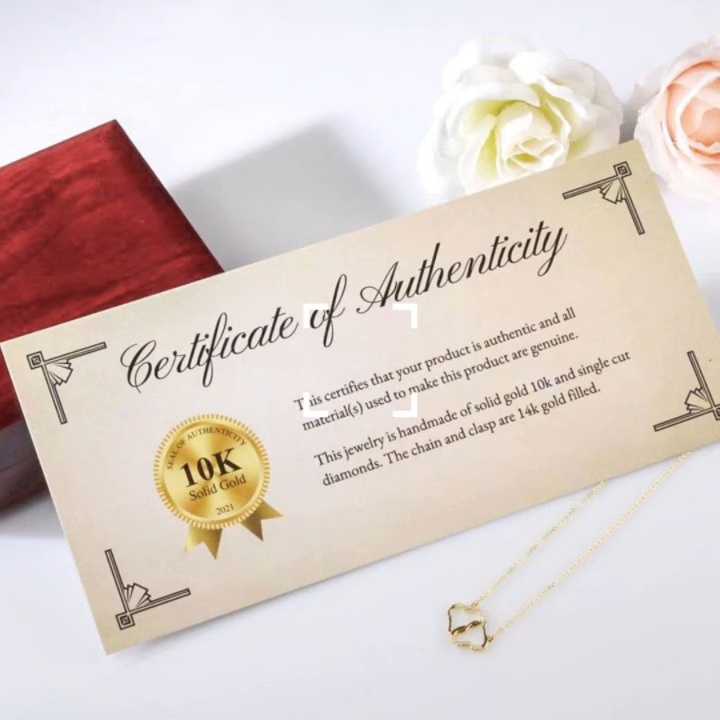 Certificate of Authenticity
This certifies that your product is authentic and all
material(s) used to make this product are genuine.
This jewelry is handmade of solid gold 10k and single cut
diamonds. The chain and clasp are 14k gold filled.
SEAL OF AUTHENTICITY
10K
Solid Gold
2021